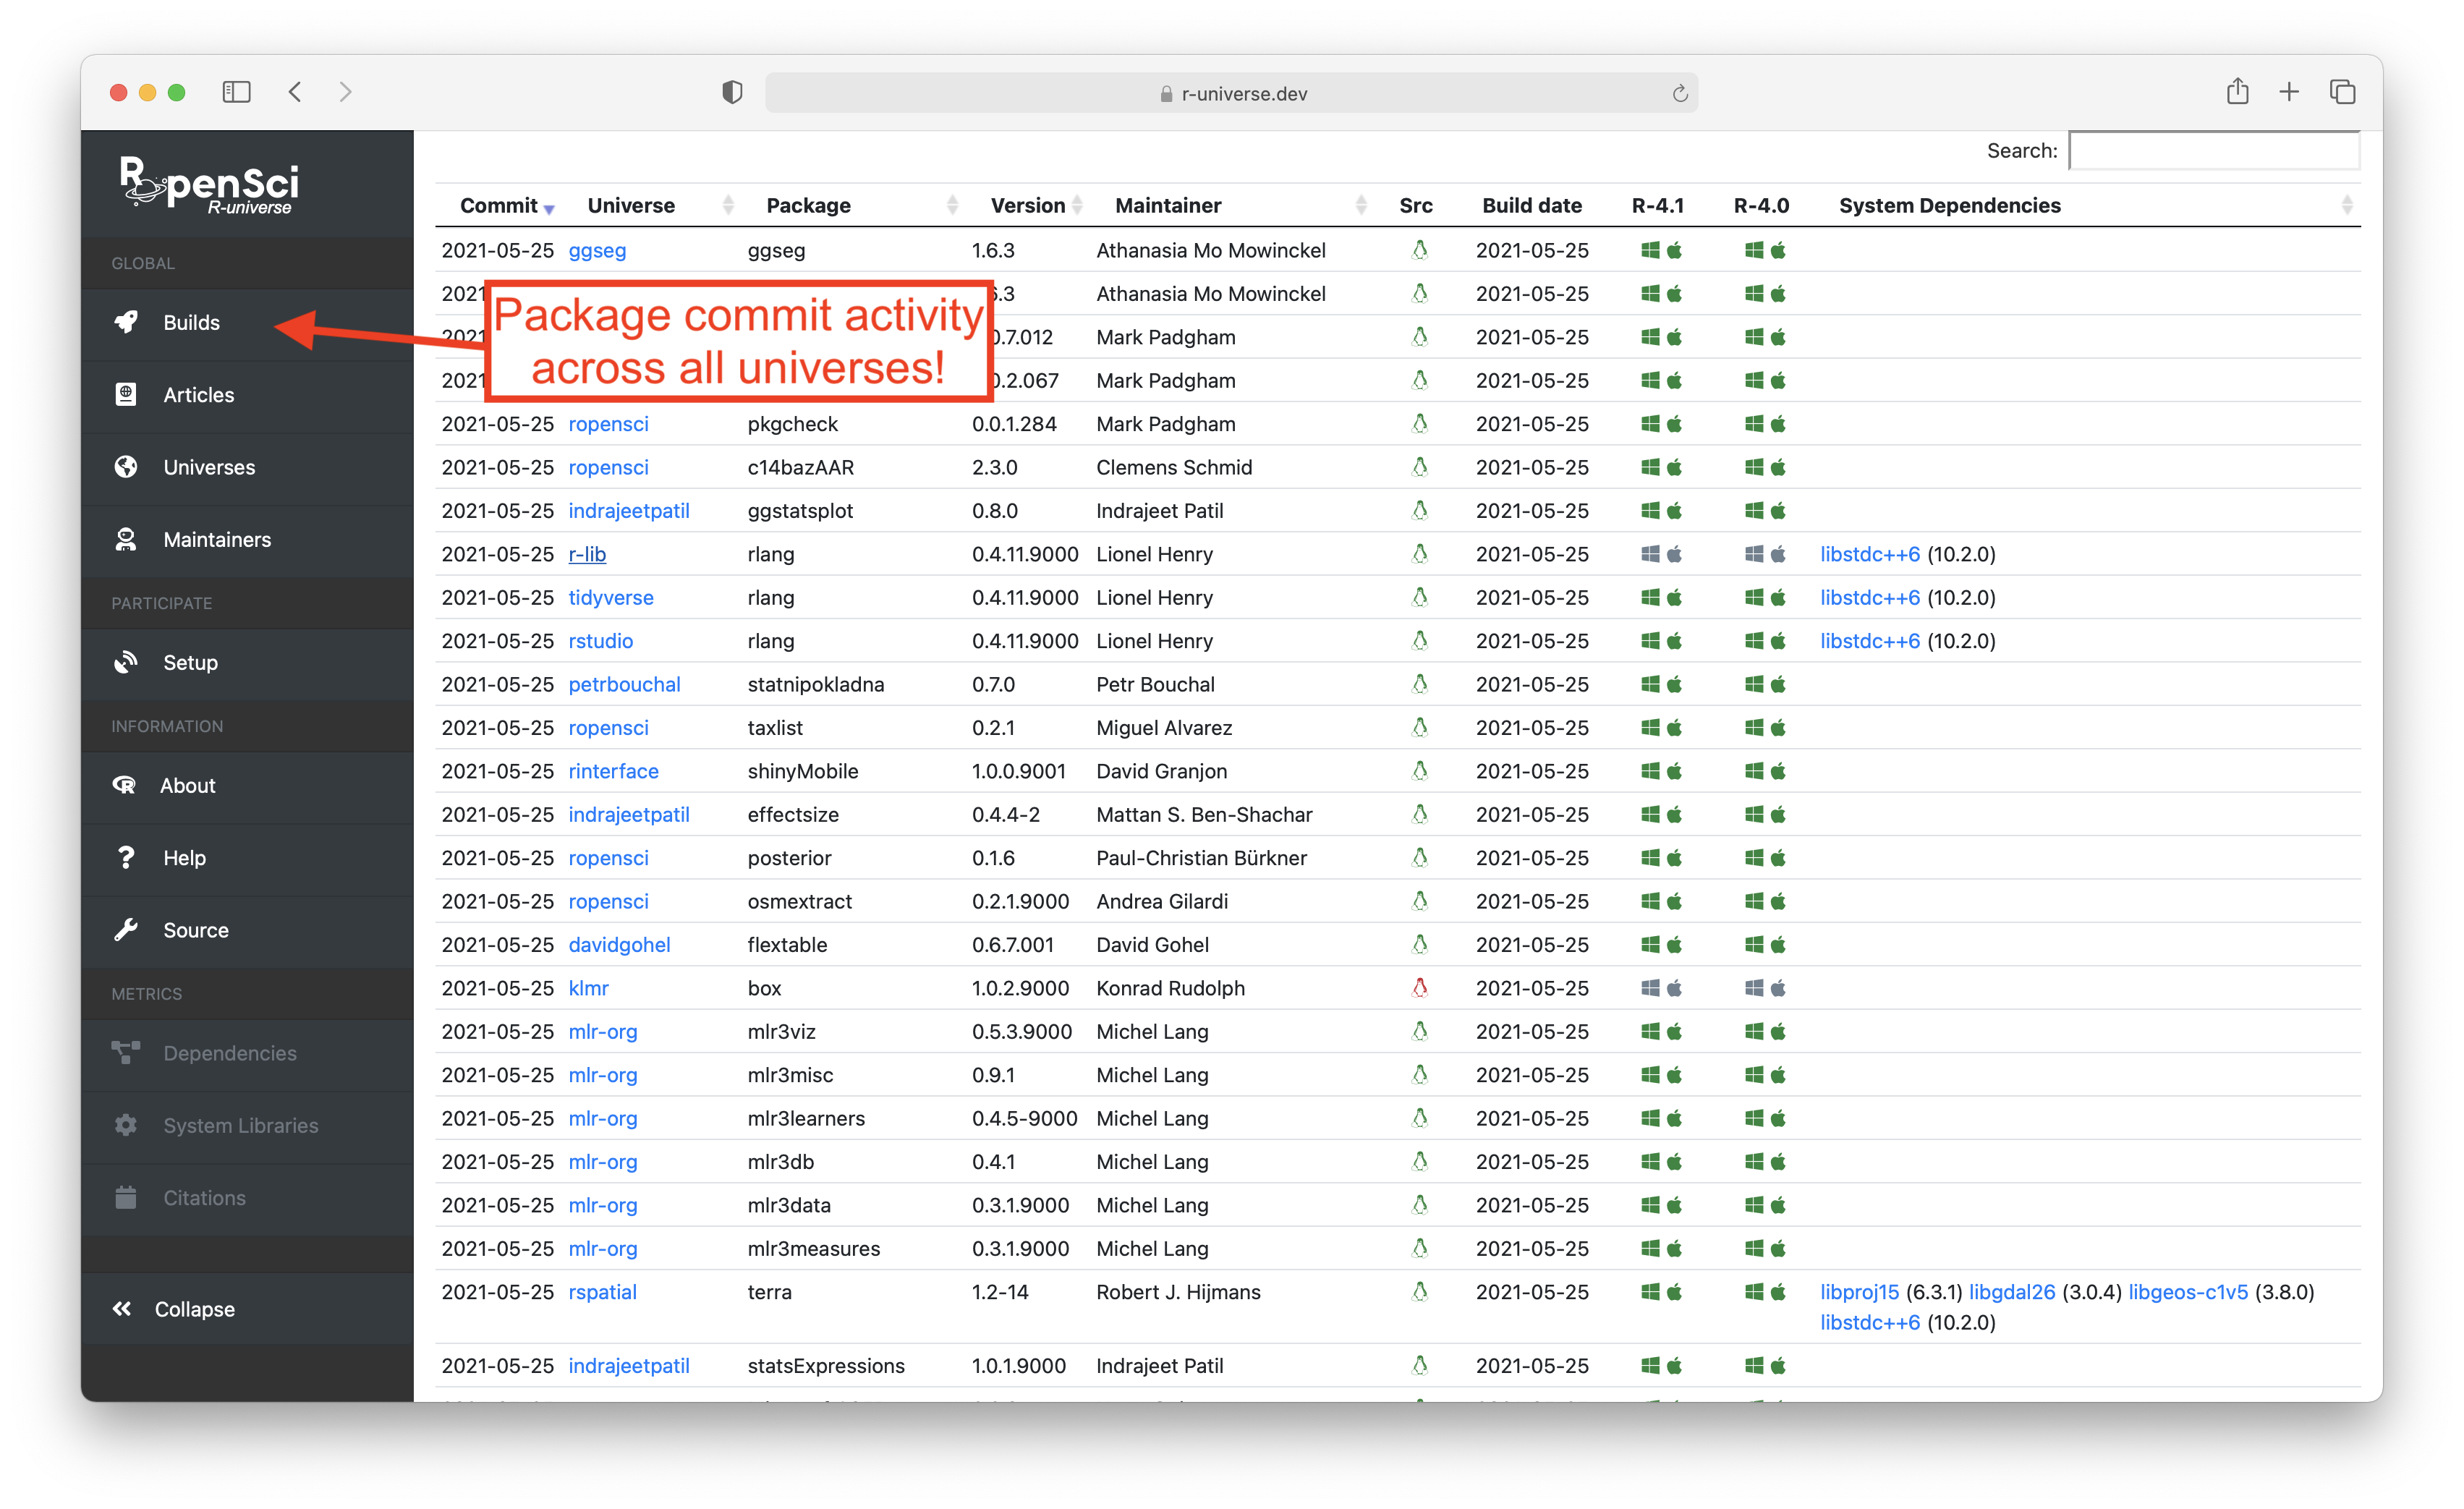 r-universe.dev
ROpenSci
R-universe
GLOBAL
Builds
Articles
Universes
Maintainers
PARTICIPATE
Setup
INFORMATION
About
Help
Source
METRICS
Dependencies
System Libraries
Citations
Collapse
Search:
Commit Universe Package Version Maintainer Src Build date R-4.1 R-4.0 System Dependencies
2021-05-25 ggseg ggseg 1.6.3 Athanasia Mo Mowinckel 2021-05-25
Athanasia Mo Mowinckel 2021-05-25
Mark Padgham 2021-05-25
Mark Padgham 2021-05-25
Package commit activity
across all universes!
2021-05-25 ropensci pkgcheck 0.0.1.284 Mark Padgham 2021-05-25
2021-05-25 ropensci c14bazAAR 2.3.0 Clemens Schmid 2021-05-25
2021-05-25 indrajeetpatil ggstatsplot 0.8.0 Indrajeet Patil 2021-05-25
2021-05-25 r-lib rlang 0.4.11.9000 Lionel Henry 2021-05-25 libstdc++6 (10.2.0)
2021-05-25 tidyverse rlang 0.4.11.9000 Lionel Henry 2021-05-25 libstdc++6 (10.2.0)
2021-05-25 rstudio rlang 0.4.11.9000 Lionel Henry 2021-05-25 libstdc++6 (10.2.0)
2021-05-25 petrbouchal statnipokladna 0.7.0 Petr Bouchal 2021-05-25
2021-05-25 ropensci taxlist 0.2.1 Miguel Alvarez 2021-05-25
2021-05-25 rinterface shinyMobile 1.0.0.9001 David Granjon 2021-05-25
2021-05-25 indrajeetpatil effectsize 0.4.4-2 Mattan S. Ben-Shachar 2021-05-25
2021-05-25 ropensci posterior 0.1.6 Paul-Christian Bürkner 2021-05-25
2021-05-25 ropensci osmextract 0.2.1.9000 Andrea Gilardi 2021-05-25
2021-05-25 davidgohel flextable 0.6.7.001 David Gohel 2021-05-25
2021-05-25 klmr box 1.0.2.9000 Konrad Rudolph 2021-05-25
2021-05-25 mlr-org mlr3viz 0.5.3.9000 Michel Lang 2021-05-25
2021-05-25 mlr-org mlr3misc 0.9.1 Michel Lang 2021-05-25
2021-05-25 mlr-org mlr3learners 0.4.5-9000 Michel Lang 2021-05-25
2021-05-25 mlr-org mlr3db 0.4.1 Michel Lang 2021-05-25
2021-05-25 mlr-org mlr3data 0.3.1.9000 Michel Lang 2021-05-25
2021-05-25 mlr-org mlr3measures 0.3.1.9000 Michel Lang 2021-05-25
2021-05-25 rspatial terra 1.2-14 Robert J. Hijmans 2021-05-25 libproj15 (6.3.1) libgdal26 (3.0.4) libgeos-c1v5 (3.8.0)
libstdc++6 (10.2.0)
2021-05-25 indrajeetpatil statsExpressions 1.0.1.9000 Indrajeet Patil 2021-05-25